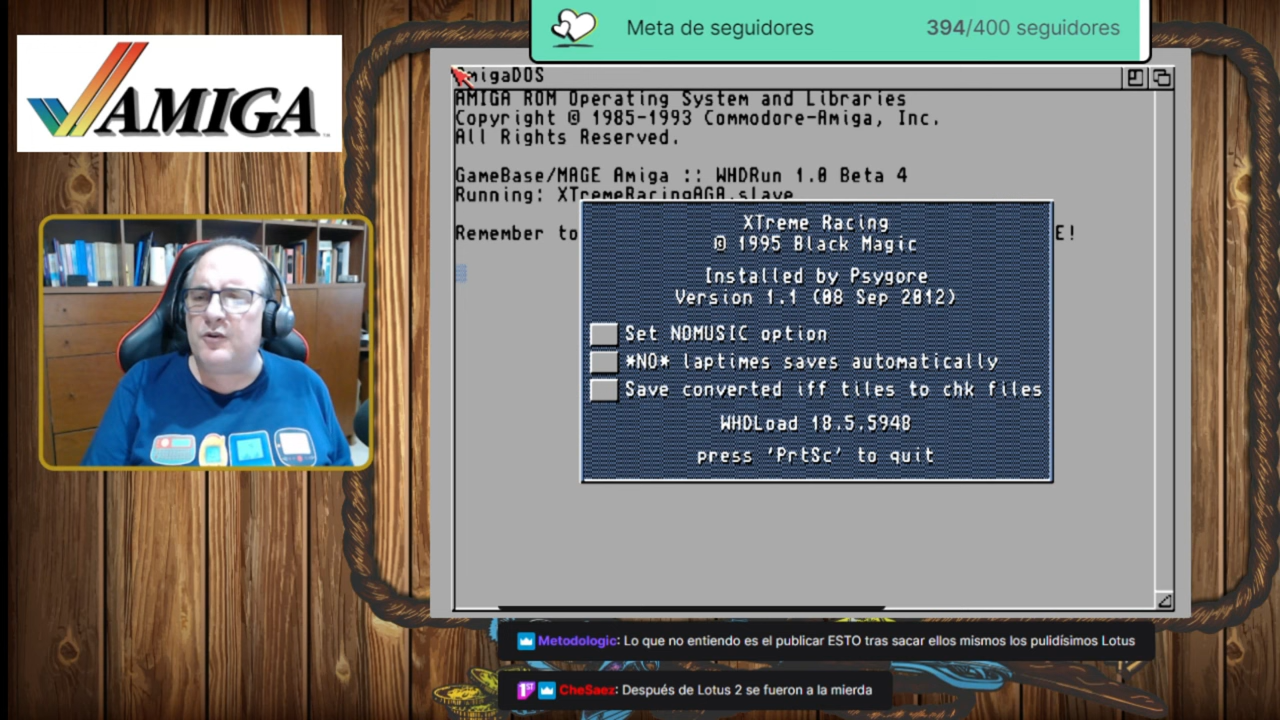 Meta de seguidores
394/400 seguidores
AMIGA
AmigaDOS
AMIGA ROM Operating System and Libraries
Copyright © 1985-1993 Commodore-Amiga, Inc.
All Rights Reserved.
GameBase/MAGE Amiga :: WHDRun 1.0 Beta 4
Running: XTremeRacingAGA.slave
Remember to
E!
XTreme Racing
© 1995 Black Magic
Installed by Psygore
Version 1.1 (08 Sep 2012)
Set NOMUSIC option
*NO* laptimes saves automatically
Save converted iff tiles to chk files
WHDLoad 18.5.5948
press 'PrtSc' to quit
Metodologic: Lo que no entiendo es el publicar ESTO tras sacar ellos mismos los pulidísimos Lotus
1ST CheSaez: Después de Lotus 2 se fueron a la mierda